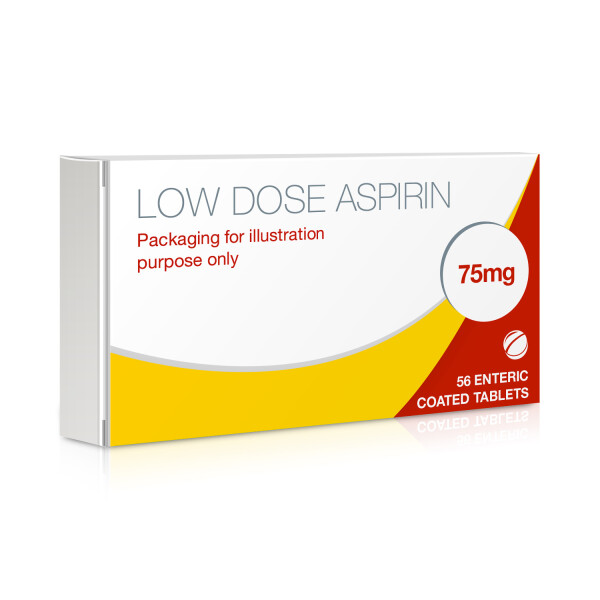 LOW DOSE ASPIRIN
Packaging for illustration
purpose only
75mg
56 ENTERIC
COATED TABLETS